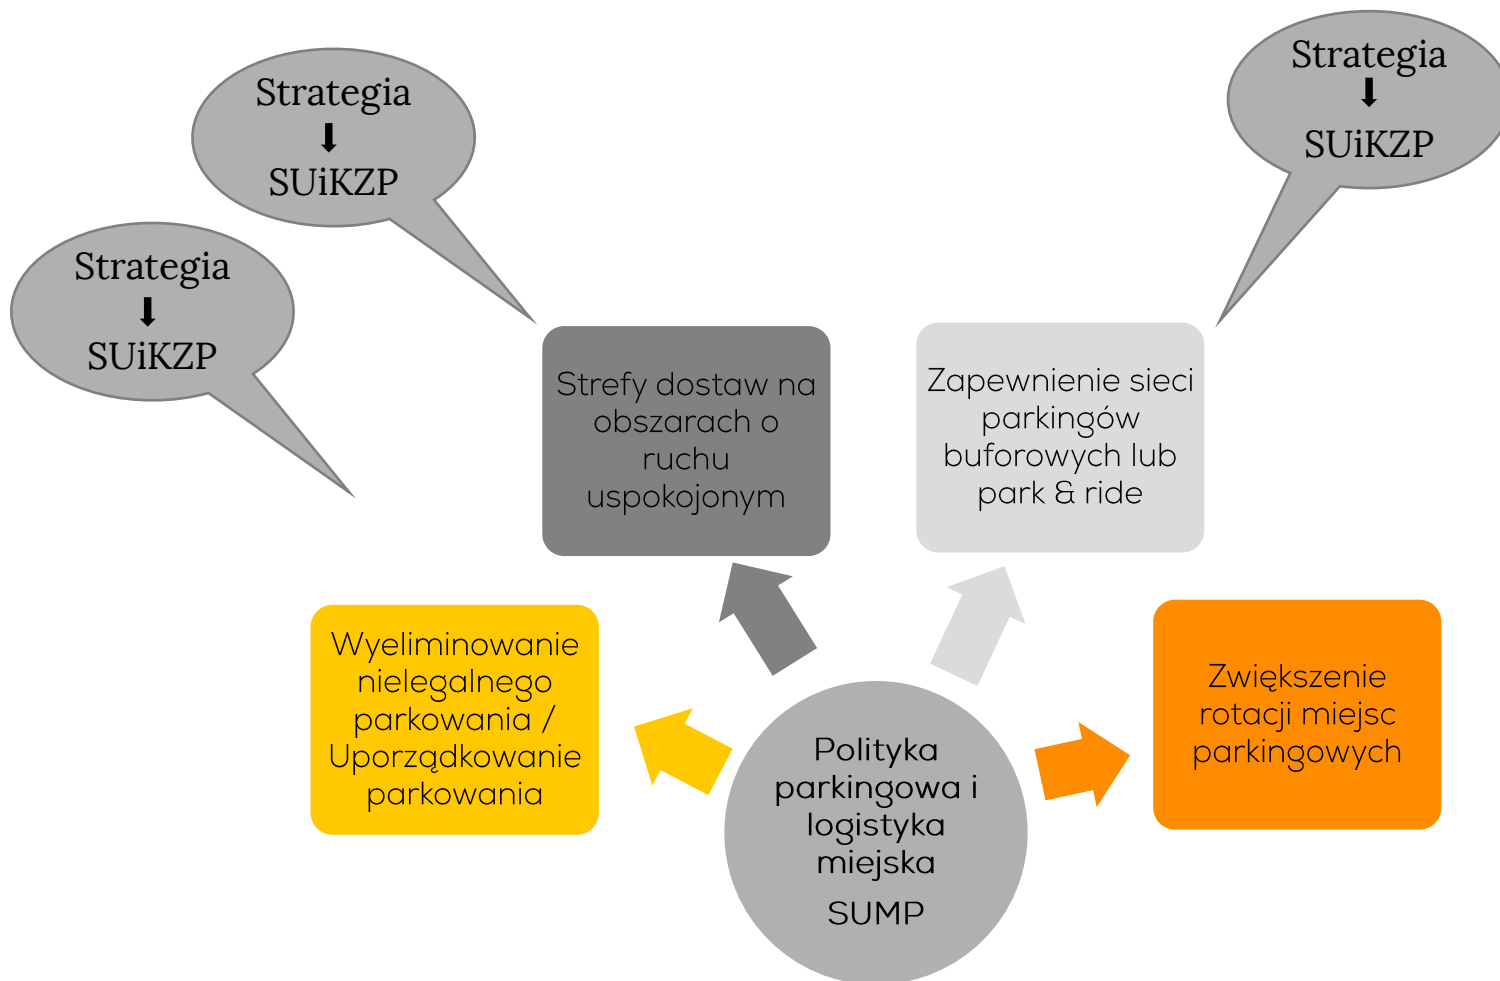 Strategia
SUiKZP
Strategia
SUiKZP
Strategia
SUiKZP
Strefy dostaw na
obszarach o
ruchu
uspokojonym
Zapewnienie sieci
parkingów
buforowych lub
park & ride
Wyeliminowanie
nielegalnego
parkowania /
Uporządkowanie
parkowania
Zwiększenie
rotacji miejsc
parkingowych
Polityka
parkingowa i
logistyka
miejska
SUMP